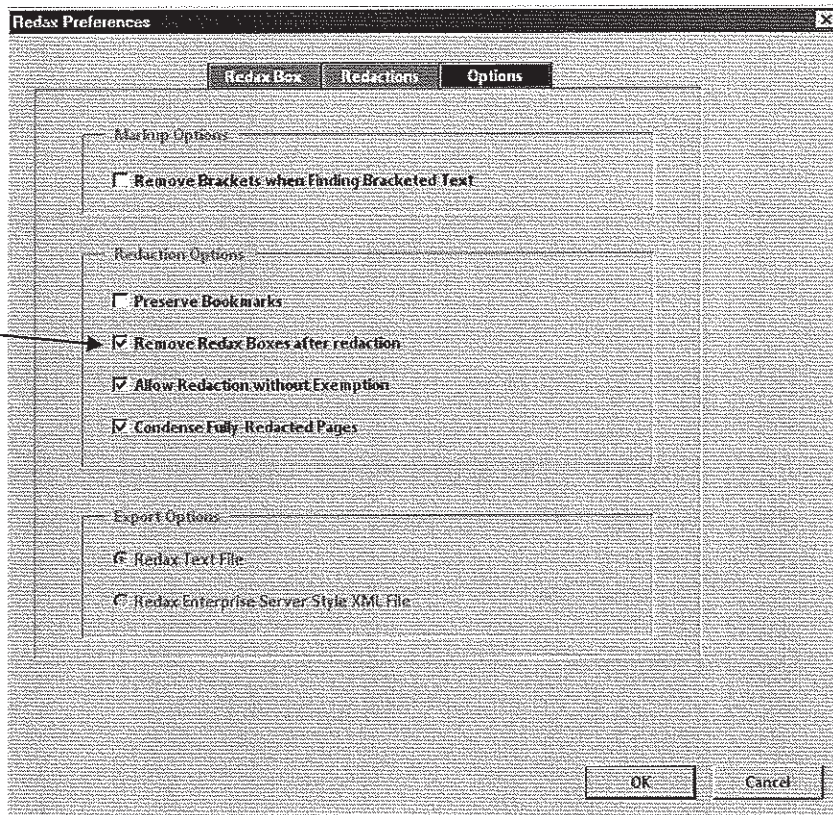 Redax Preferences
Redax Box Redactions Options
Markup Options
Remove Brackets when Finding Bracketed Text
Redaction Options
Preserve Bookmarks
Remove Redax Boxes after redaction
Allow Redaction without Exemption
Condense Fully-Redacted Pages
Export Options
Redax Text File
Redax Enterprise Server Style XML File
OK Cancel